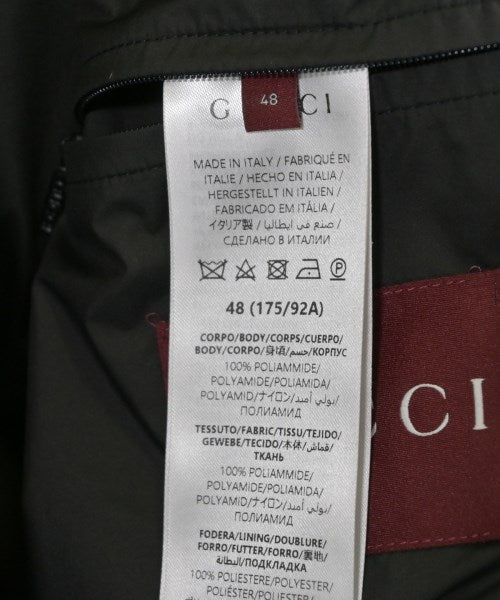 G CCI
48
MADE IN ITALY / FABRIQUÉ EN
ITALIE / HECHO EN ITALIA /
HERGESTELLT IN ITALIEN /
FABRICADO EM ITÁLIA /
イタリア製 / صنع في ايطاليا /
СДЕЛАНО В ИТАЛИИ
48 (175/92A)
CORPO/BODY/CORPS/CUERPO/
BODY/CORPO/身頃/جسم/КОРПУС
100% POLIAMMIDE/
POLYAMIDE/POLIAMIDA/
POLYAMID/ナイロン/بولي أميد/
ПОЛИАМИД
TESSUTO/FABRIC/TISSU/TEJIDO/
GEWEBE/TECIDO/本体/قماش/
ТКАНЬ
100% POLIAMMIDE/
POLYAMIDE/POLIAMIDA/
POLYAMID/ナイロン/بولي أميد/
ПОЛИАМИД
FODERA/LINING/DOUBLURE/
FORRO/FUTTER/FORRO/裏地/
البطانة/ПОДКЛАДКА
100% POLIESTERE/POLYESTER/
POLYESTER/POLIÉSTER/
CCI